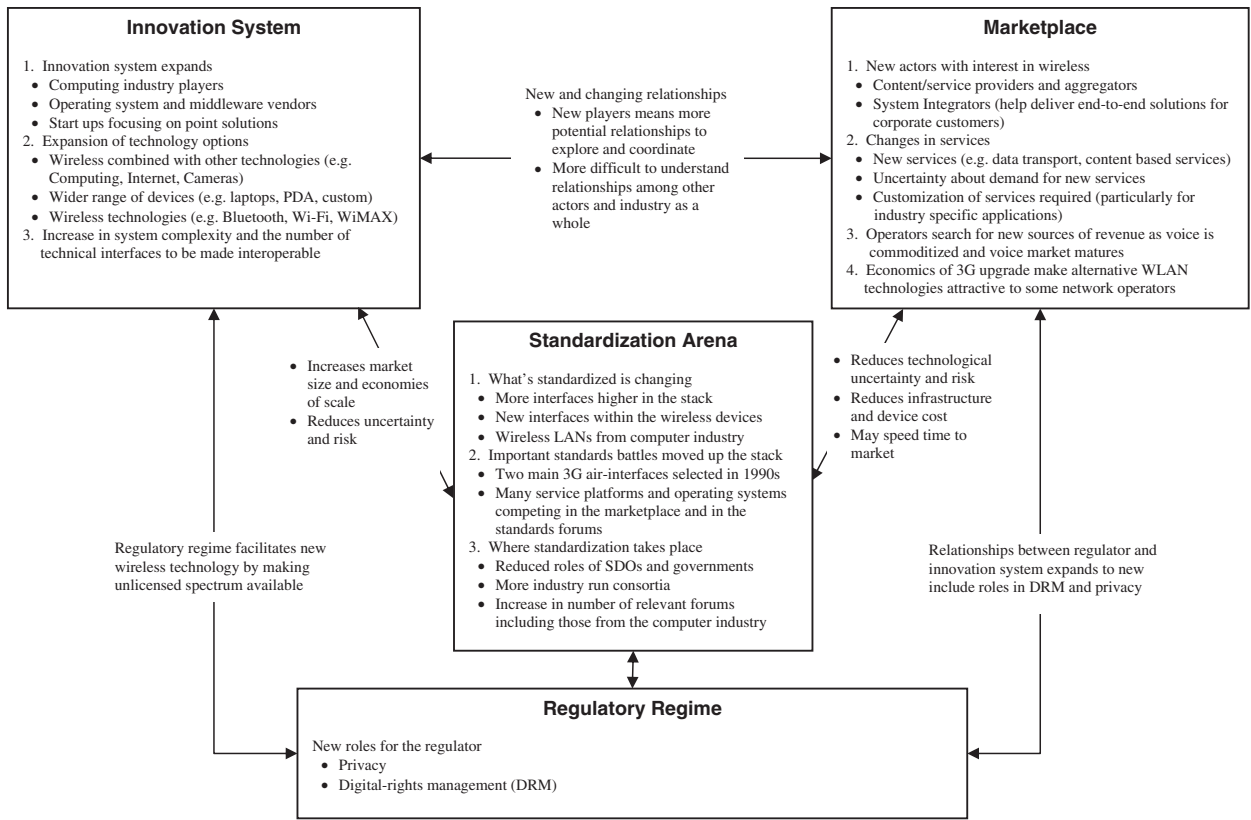 Innovation System
1. Innovation system expands
• Computing industry players
• Operating system and middleware vendors
• Start ups focusing on point solutions
2. Expansion of technology options
• Wireless combined with other technologies (e.g.
Computing, Internet, Cameras)
• Wider range of devices (e.g. laptops, PDA, custom)
• Wireless technologies (e.g. Bluetooth, Wi-Fi, WiMAX)
3. Increase in system complexity and the number of
technical interfaces to be made interoperable
New and changing relationships
• New players means more
potential relationships to
explore and coordinate
• More difficult to understand
relationships among other
actors and industry as a
whole
Marketplace
1. New actors with interest in wireless
• Content/service providers and aggregators
• System Integrators (help deliver end-to-end solutions for
corporate customers)
2. Changes in services
• New services (e.g. data transport, content based services)
• Uncertainty about demand for new services
• Customization of services required (particularly for
industry specific applications)
3. Operators search for new sources of revenue as voice is
commoditized and voice market matures
4. Economics of 3G upgrade make alternative WLAN
technologies attractive to some network operators
• Increases market
size and economies
of scale
• Reduces uncertainty
and risk
Standardization Arena
1. What's standardized is changing
• More interfaces higher in the stack
• New interfaces within the wireless devices
• Wireless LANs from computer industry
2. Important standards battles moved up the stack
• Two main 3G air-interfaces selected in 1990s
• Many service platforms and operating systems
competing in the marketplace and in the
standards forums
3. Where standardization takes place
• Reduced roles of SDOs and governments
• More industry run consortia
• Increase in number of relevant forums
including those from the computer industry
• Reduces technological
uncertainty and risk
• Reduces infrastructure
and device cost
• May speed time to
market
Regulatory regime facilitates new
wireless technology by making
unlicensed spectrum available
Relationships between regulator and
innovation system expands to new
include roles in DRM and privacy
Regulatory Regime
New roles for the regulator
• Privacy
• Digital-rights management (DRM)